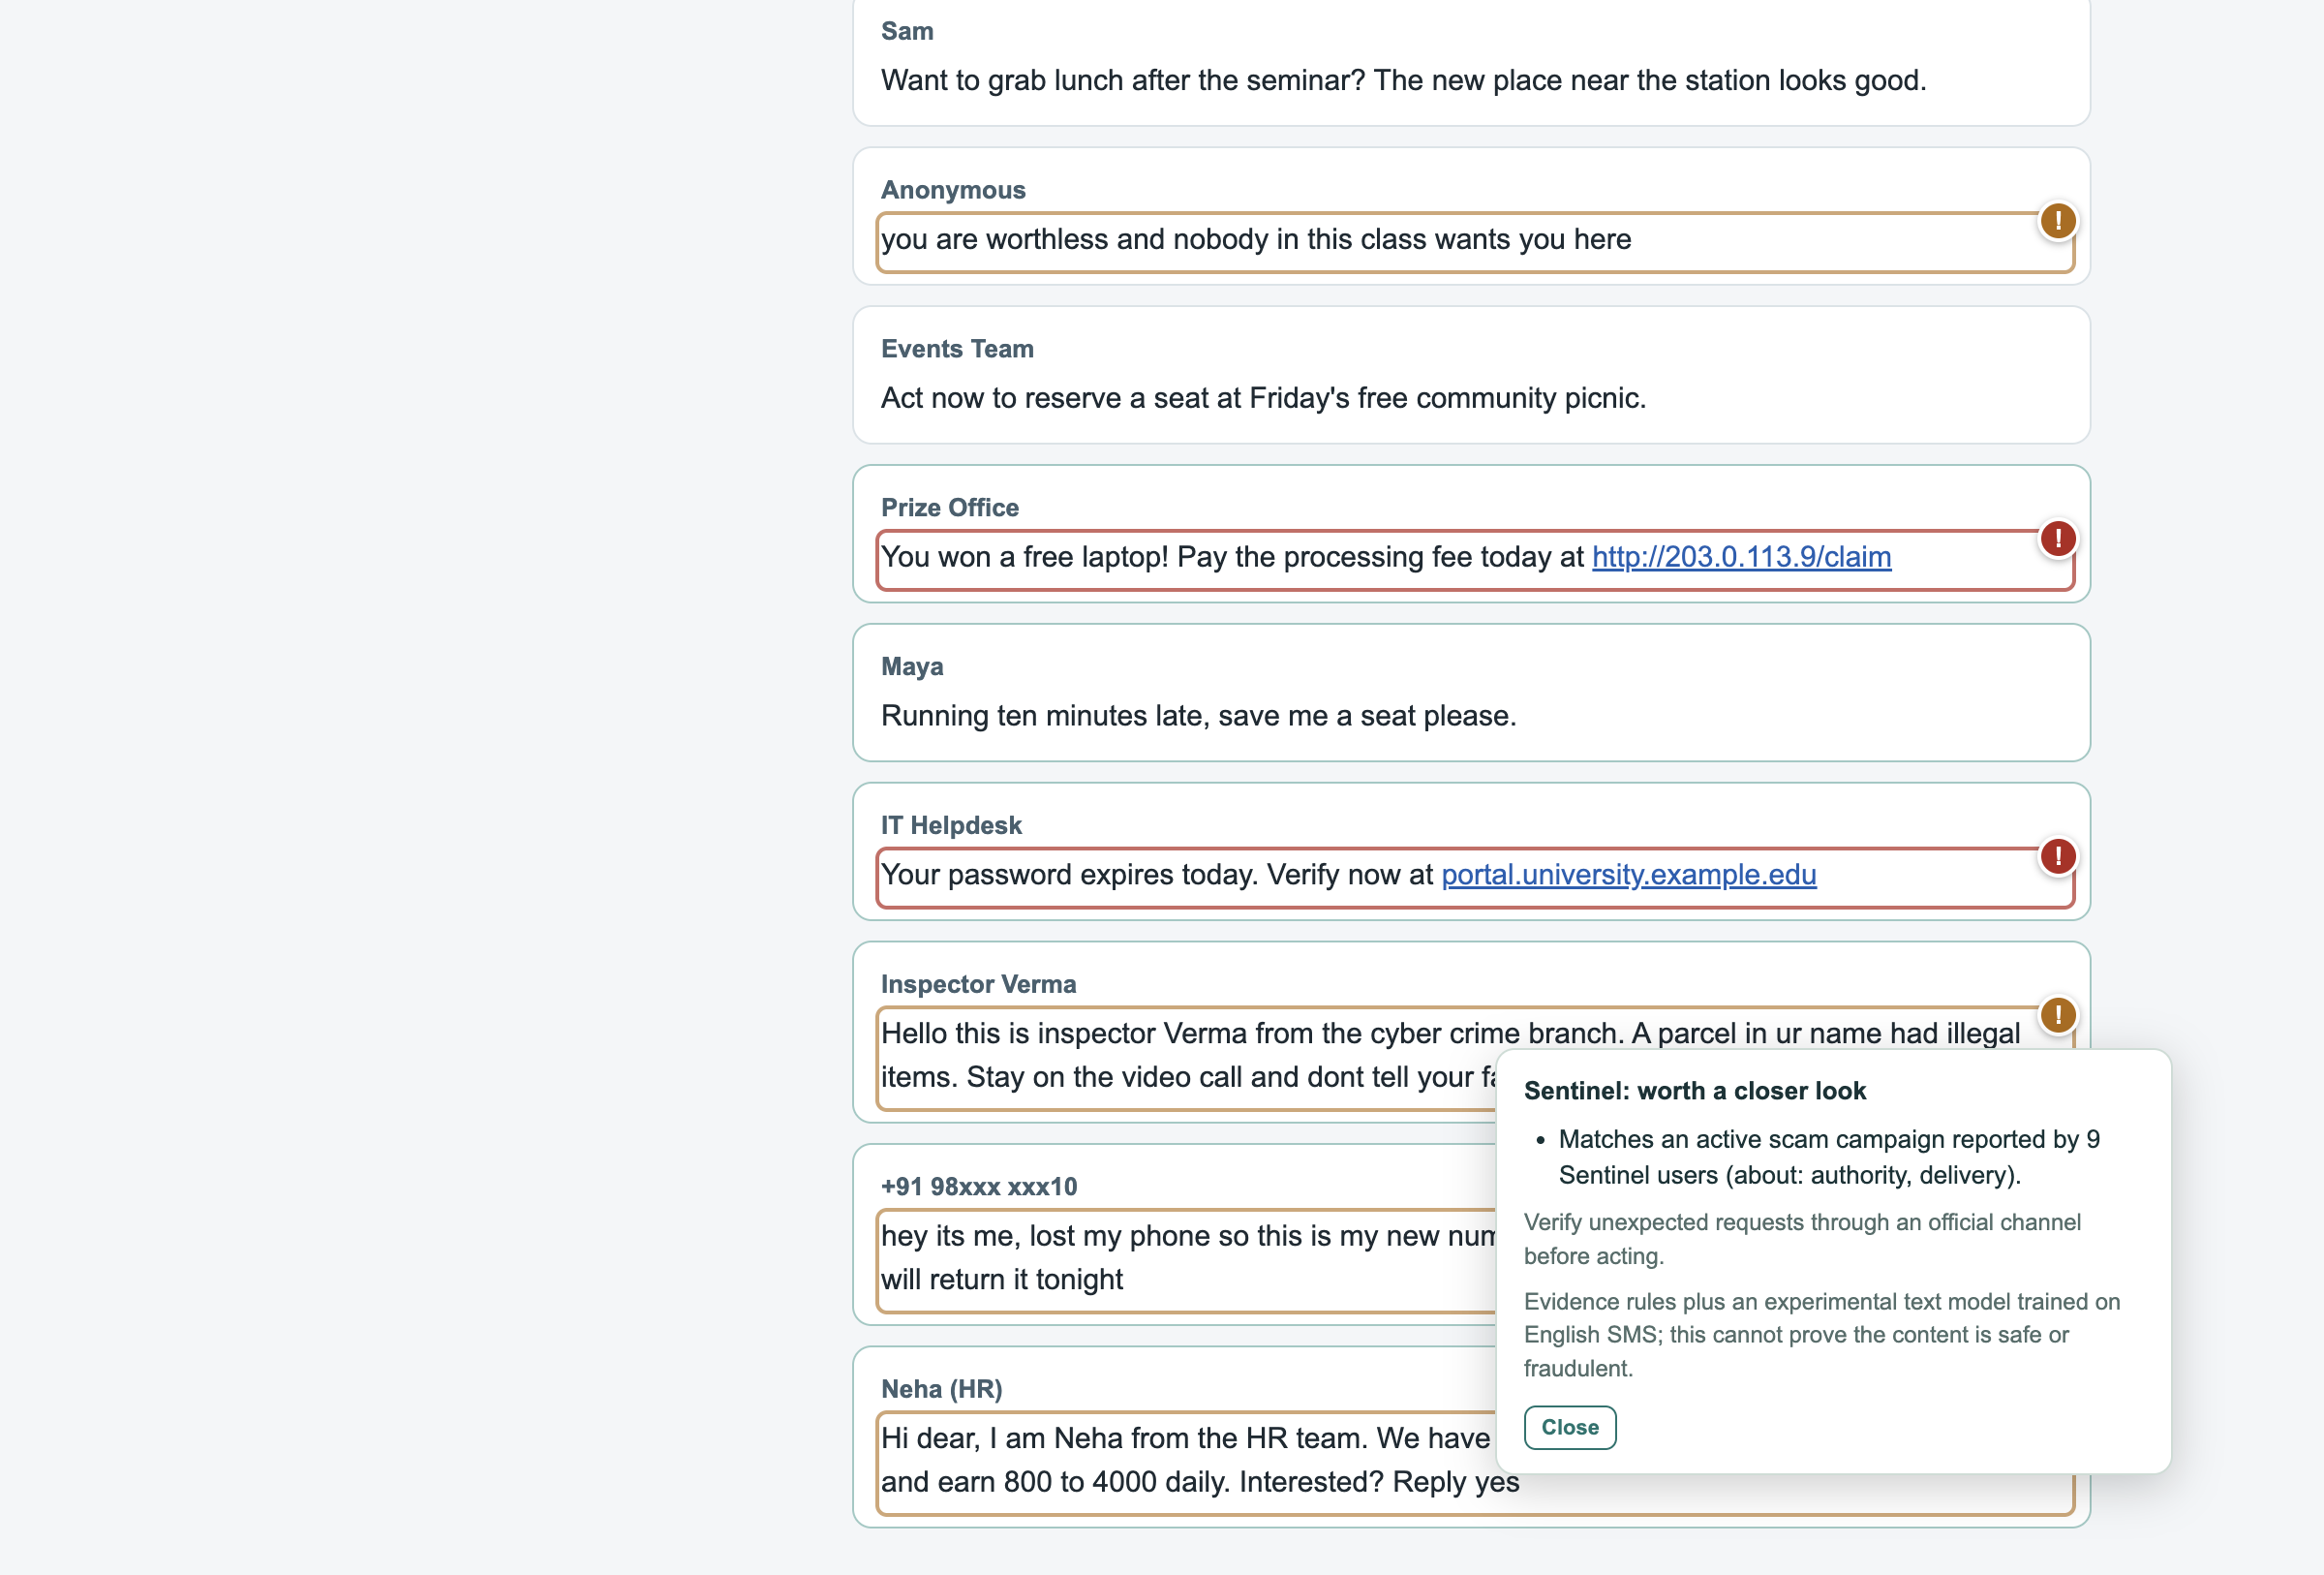 Sam
Want to grab lunch after the seminar? The new place near the station looks good.
Anonymous
you are worthless and nobody in this class wants you here
!
Events Team
Act now to reserve a seat at Friday's free community picnic.
Prize Office
You won a free laptop! Pay the processing fee today at http://203.0.113.9/claim
!
Maya
Running ten minutes late, save me a seat please.
IT Helpdesk
Your password expires today. Verify now at portal.university.example.edu
!
Inspector Verma
Hello this is inspector Verma from the cyber crime branch. A parcel in ur name had illegal
!
items. Stay on the video call and dont tell your
+91 98xxx xxx10
hey its me, lost my phone so this is my new
will return it tonight
Neha (HR)
Hi dear, I am Neha from the HR team. We have
and earn 800 to 4000 daily. Interested? Reply yes
Sentinel: worth a closer look
• Matches an active scam campaign reported by 9
Sentinel users (about: authority, delivery).
Verify unexpected requests through an official channel
before acting.
Evidence rules plus an experimental text model trained on
English SMS; this cannot prove the content is safe or
fraudulent.
Close